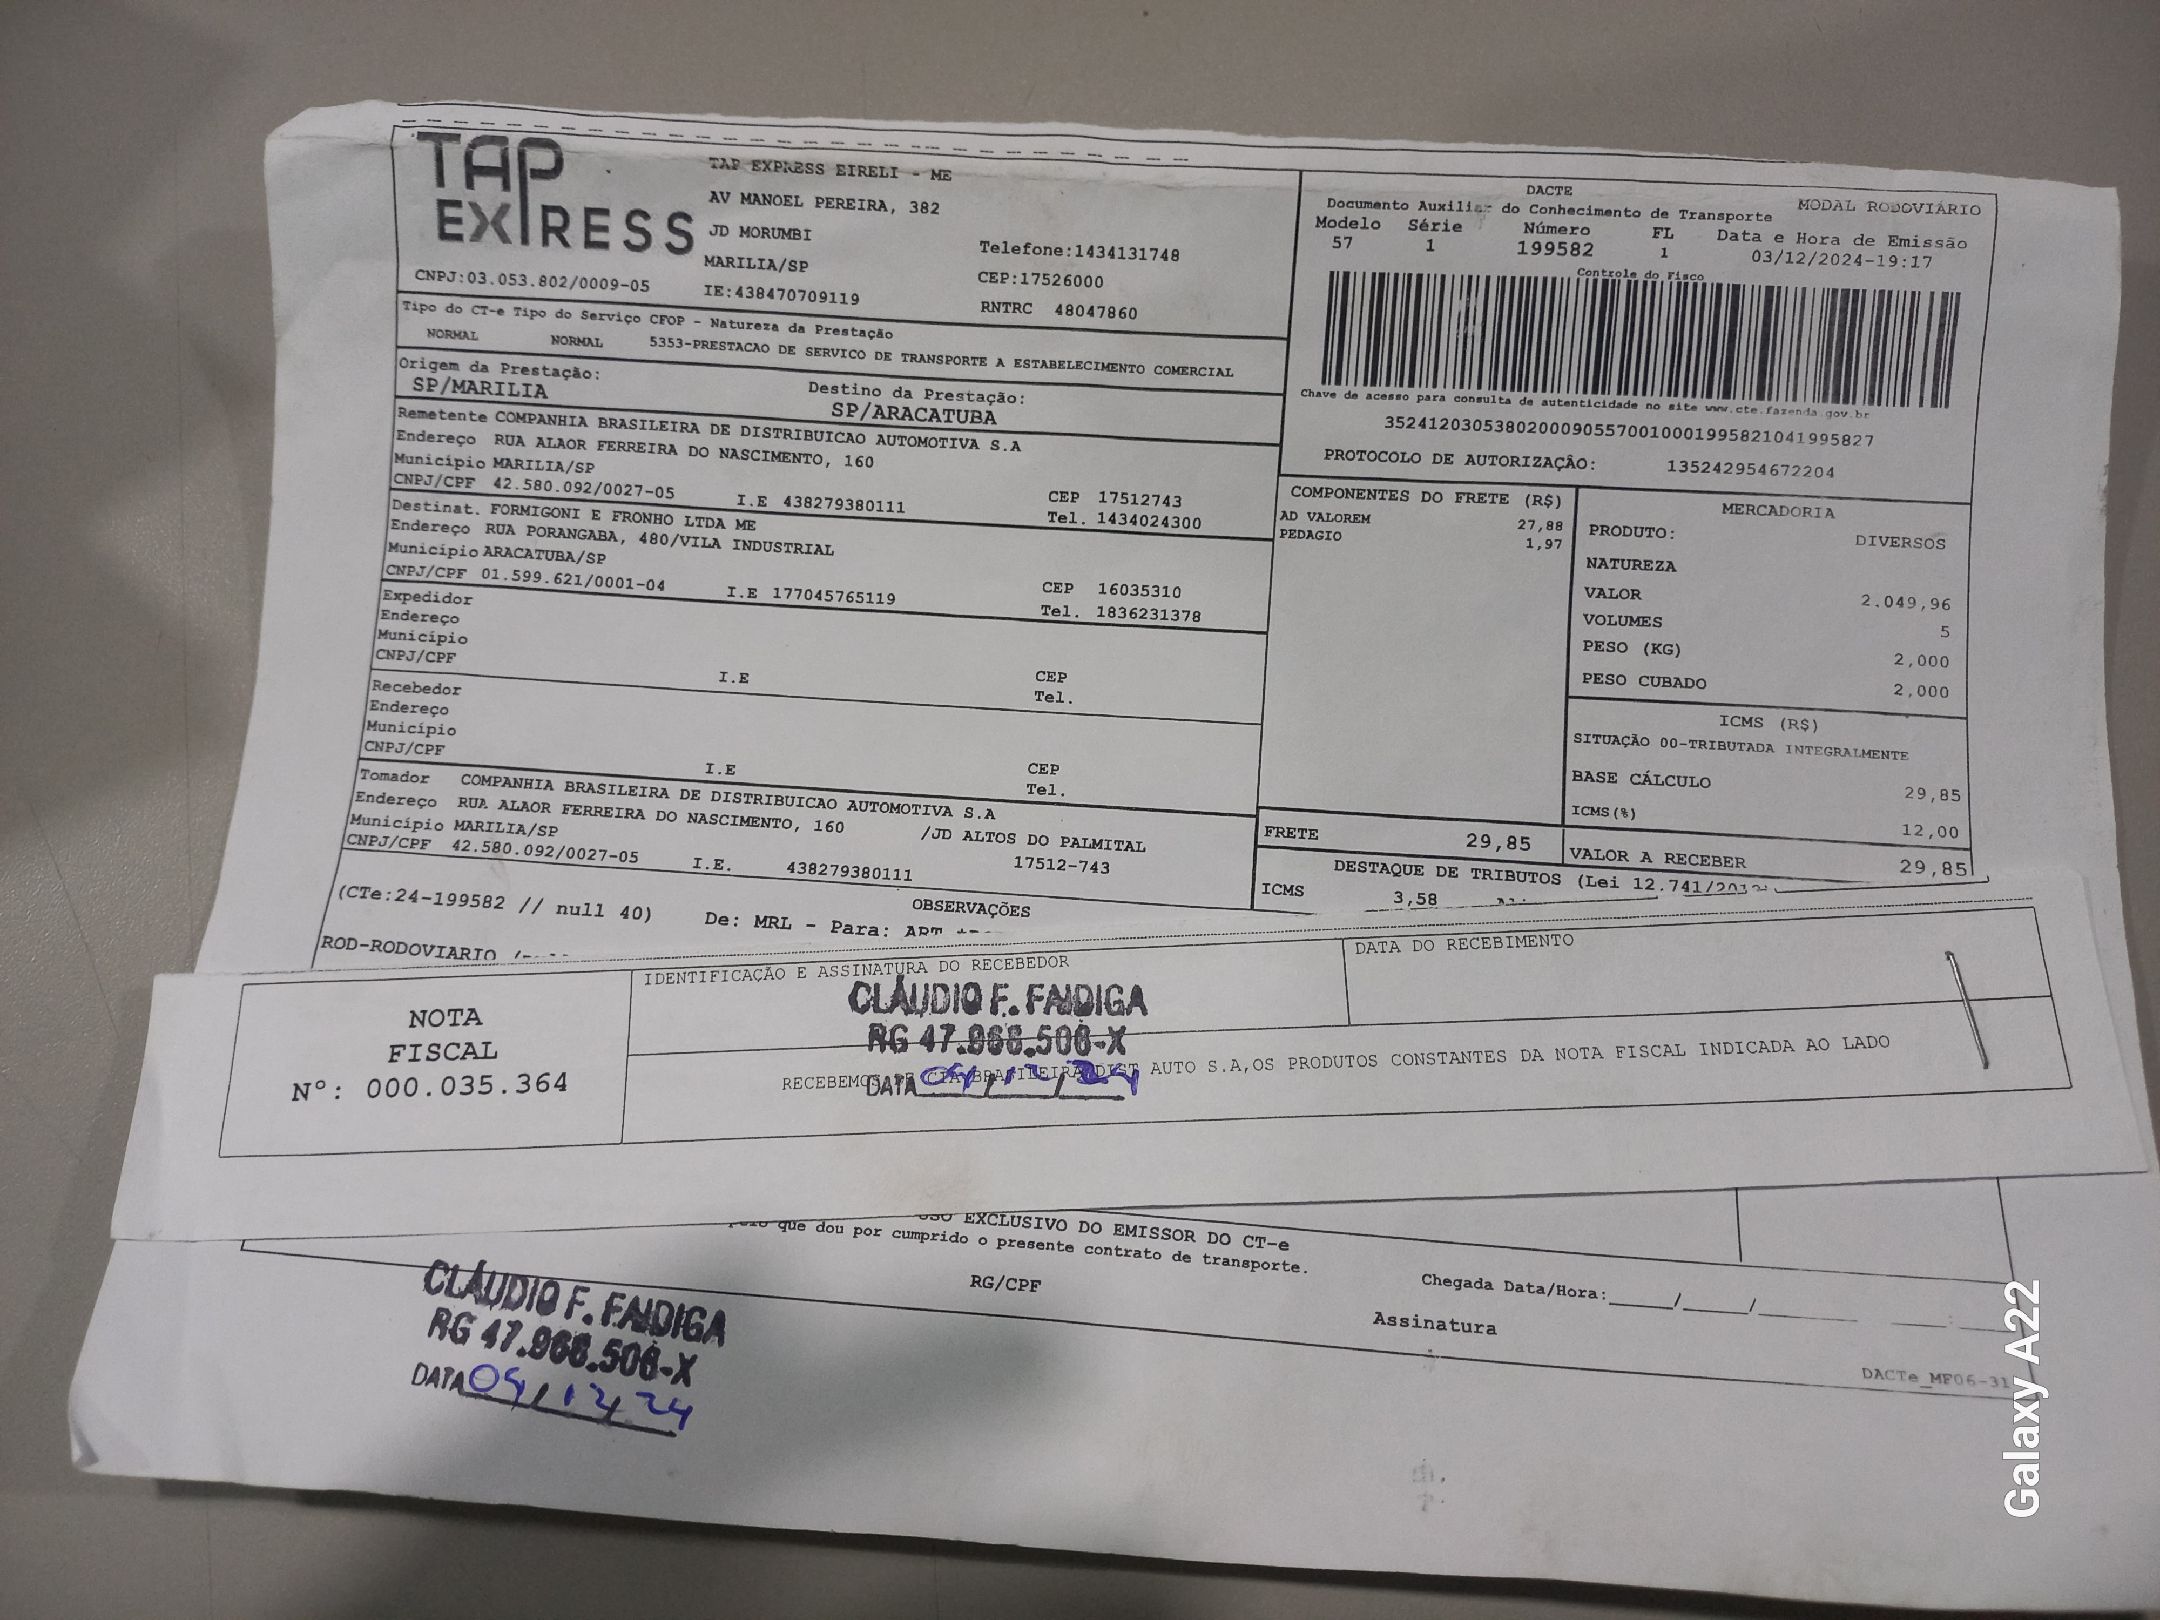 TAP
EXPRESS
TAP EXPRESS EIRELI - ME
AV MANOEL PEREIRA, 382
JD MORUMBI
Telefone:1434131748
MARILIA/SP
CEP:17526000
CNPJ:03.053.802/0009-05
IE:438470709119
RNTRC 48047860
DACTE
MODAL RODOVIÁRIO
Documento Auxiliar do Conhecimento de Transporte
Modelo Série Número FL Data e Hora de Emissão
57 1 199582 1 03/12/2024-19:17
Controle do Fisco
Chave de acesso para consulta de autenticidade no site www.cte.fazenda.gov.br
35241203053802000905570010001995821041995827
PROTOCOLO DE AUTORIZAÇÃO: 135242954672204
Tipo do CT-e Tipo do Serviço CFOP - Natureza da Prestação
NORMAL NORMAL 5353-PRESTACAO DE SERVICO DE TRANSPORTE A ESTABELECIMENTO COMERCIAL
Origem da Prestação: Destino da Prestação:
SP/MARILIA SP/ARACATUBA
Remetente COMPANHIA BRASILEIRA DE DISTRIBUICAO AUTOMOTIVA S.A
Endereço RUA ALAOR FERREIRA DO NASCIMENTO, 160
Município MARILIA/SP CEP 17512743
CNPJ/CPF 42.580.092/0027-05 I.E 438279380111 Tel. 1434024300
Destinat. FORMIGONI E FRONHO LTDA ME
Endereço RUA PORANGABA, 480/VILA INDUSTRIAL
Município ARACATUBA/SP CEP 16035310
CNPJ/CPF 01.599.621/0001-04 I.E 177045765119 Tel. 1836231378
Expedidor
Endereço
Município CEP
CNPJ/CPF I.E Tel.
Recebedor
Endereço
Município CEP
CNPJ/CPF I.E Tel.
Tomador COMPANHIA BRASILEIRA DE DISTRIBUICAO AUTOMOTIVA S.A
Endereço RUA ALAOR FERREIRA DO NASCIMENTO, 160 /JD ALTOS DO PALMITAL
Município MARILIA/SP 17512-743
CNPJ/CPF 42.580.092/0027-05 I.E. 438279380111
COMPONENTES DO FRETE (R$)
AD VALOREM 27,88
PEDAGIO 1,97
MERCADORIA
PRODUTO: DIVERSOS
NATUREZA
VALOR 2.049,96
VOLUMES 5
PESO (KG) 2,000
PESO CUBADO 2,000
ICMS (R$)
SITUAÇÃO 00-TRIBUTADA INTEGRALMENTE
BASE CÁLCULO 29,85
ICMS(%) 12,00
FRETE 29,85
VALOR A RECEBER 29,85
DESTAQUE DE TRIBUTOS (Lei 12.741/2012
ICMS 3,58
OBSERVAÇÕES
(CTe:24-199582 // null 40) De: MRL - Para:
ROD-RODOVIARIO
NOTA
FISCAL
Nº: 000.035.364
IDENTIFICAÇÃO E ASSINATURA DO RECEBEDOR
DATA DO RECEBIMENTO
CLÁUDIO F. FAIDIGA
RG 47.968.506-X
DATA 04/12/24
RECEBEMOS DE CIA BRASILEIRA DIST AUTO S.A,OS PRODUTOS CONSTANTES DA NOTA FISCAL INDICADA AO LADO
USO EXCLUSIVO DO EMISSOR DO CT-e
que dou por cumprido o presente contrato de transporte.
RG/CPF
Chegada Data/Hora:____/____/______ ___:___
Assinatura
CLÁUDIO F. FAIDIGA
RG 47.968.506-X
DATA 04/12/24
DACTe_MF06-31
Galaxy A22